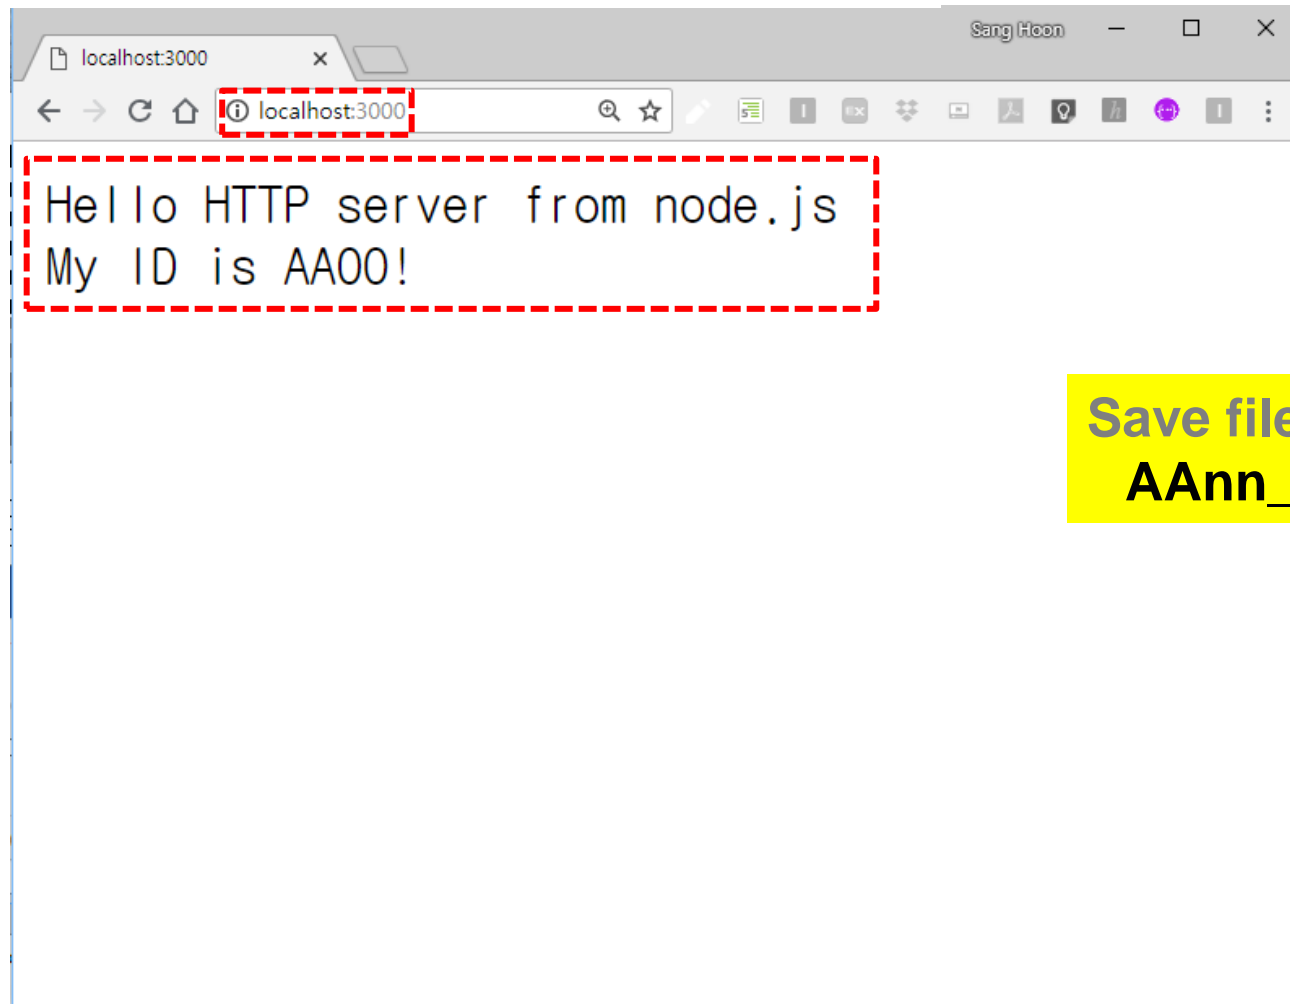 Sang Hoon
localhost:3000
localhost:3000
Hello HTTP server from node.js
My ID is AA00!
Save file
AAnn_